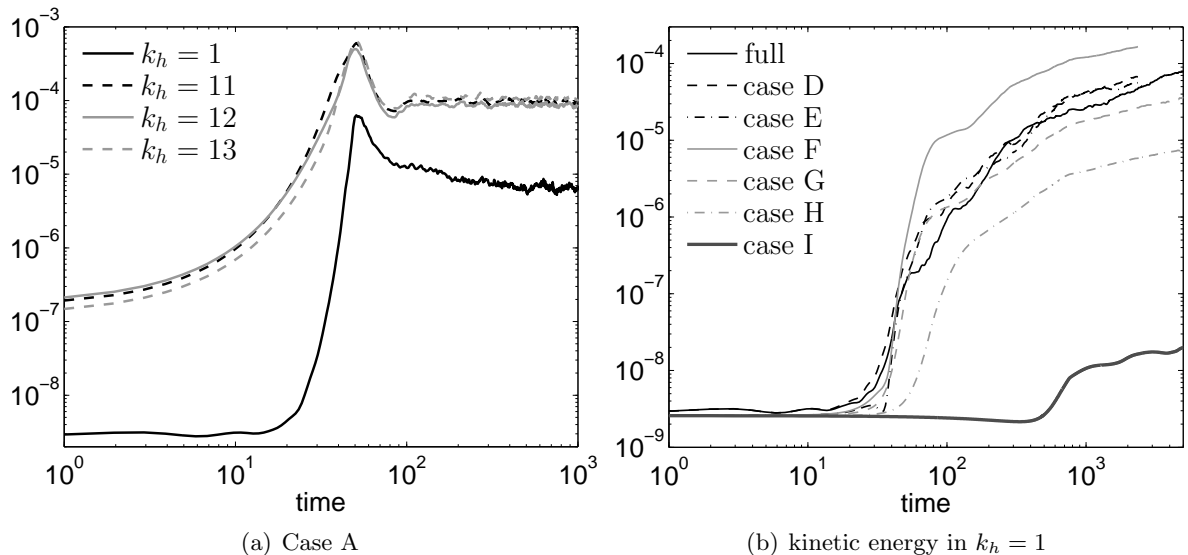 10^{-3}
10^{-4}
10^{-5}
10^{-6}
10^{-7}
10^{-8}
k_h = 1
k_h = 11
k_h = 12
k_h = 13
10^0
10^1
10^2
10^3
time
(a) Case A
10^{-4}
10^{-5}
10^{-6}
10^{-7}
10^{-8}
10^{-9}
full
case D
case E
case F
case G
case H
case I
10^0
10^1
10^2
10^3
time
(b) kinetic energy in k_h = 1